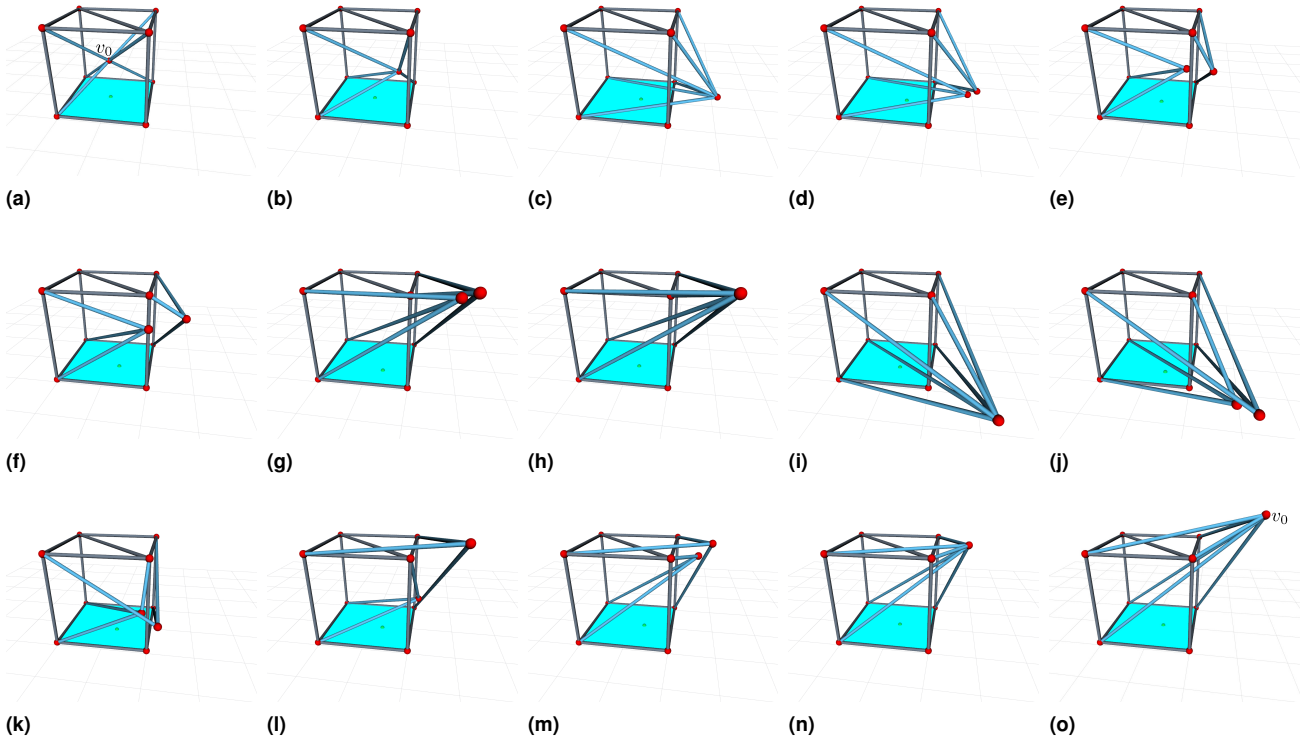 v₀
(a) (b) (c) (d) (e)
(f) (g) (h) (i) (j)
v₀
(k) (l) (m) (n) (o)